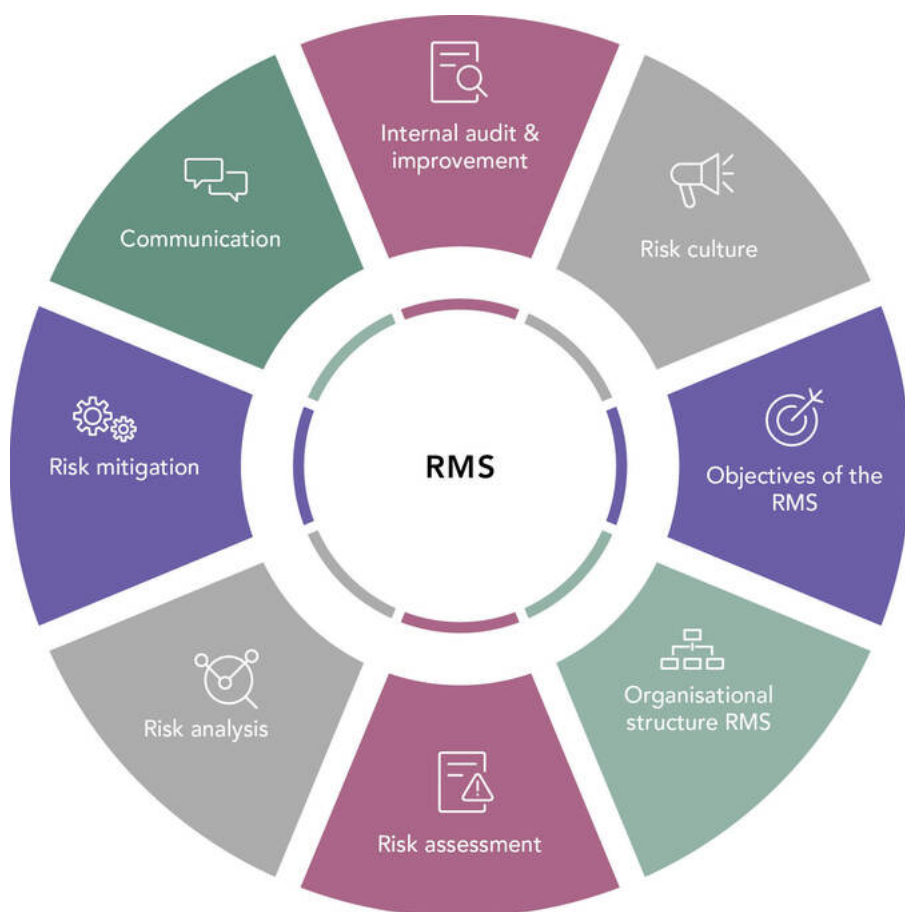 Internal audit &
improvement
Risk culture
Objectives of the
RMS
Organisational
structure RMS
Risk assessment
Risk analysis
Risk mitigation
Communication
RMS